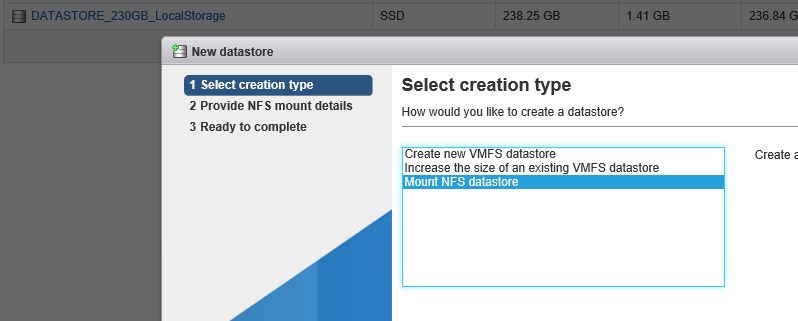 DATASTORE_230GB_LocalStorage SSD 238.25 GB 1.41 GB 236.84 G
New datastore
1 Select creation type
2 Provide NFS mount details
3 Ready to complete
Select creation type
How would you like to create a datastore?
Create new VMFS datastore
Increase the size of an existing VMFS datastore
Mount NFS datastore
Create a